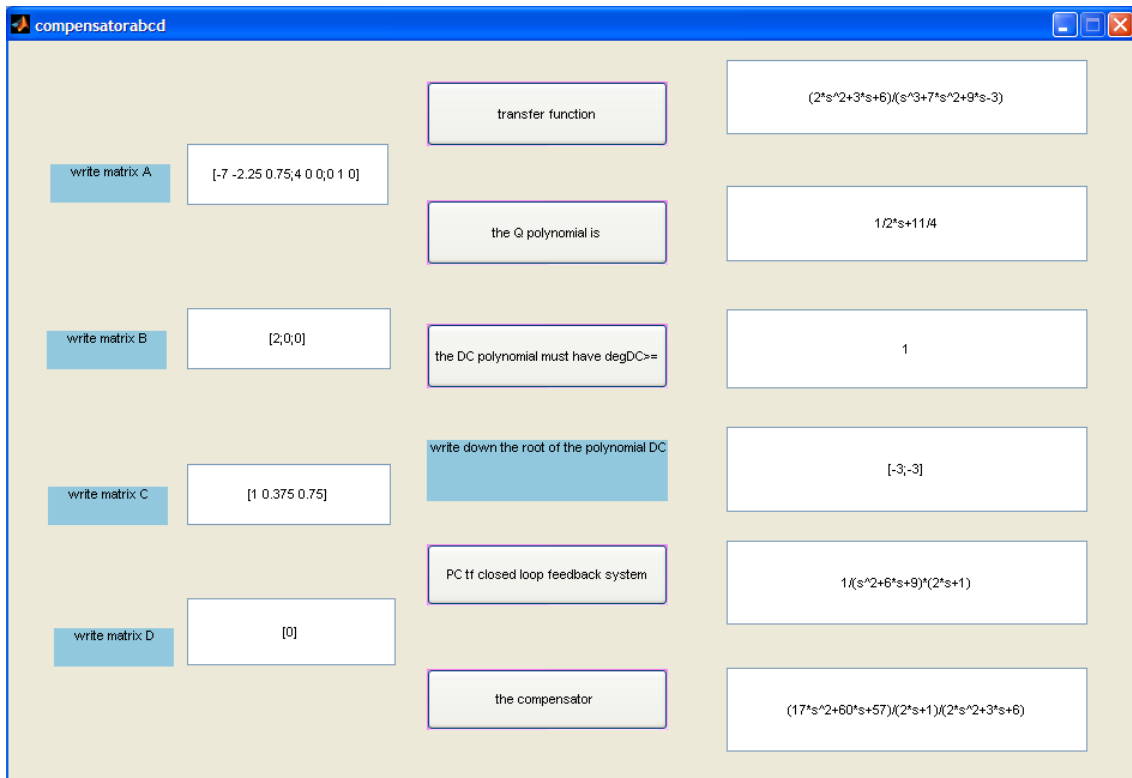 compensatorabcd
write matrix A
[-7 -2.25 0.75;4 0 0;0 1 0]
write matrix B
[2;0;0]
write matrix C
[1 0.375 0.75]
write matrix D
[0]
transfer function
(2*s^2+3*s+6)/(s^3+7*s^2+9*s-3)
the Q polynomial is
1/2*s+11/4
the DC polynomial must have degDC>=
1
write down the root of the polynomial DC
[-3;-3]
PC tf closed loop feedback system
1/(s^2+6*s+9)*(2*s+1)
the compensator
(17*s^2+60*s+57)/(2*s+1)/(2*s^2+3*s+6)